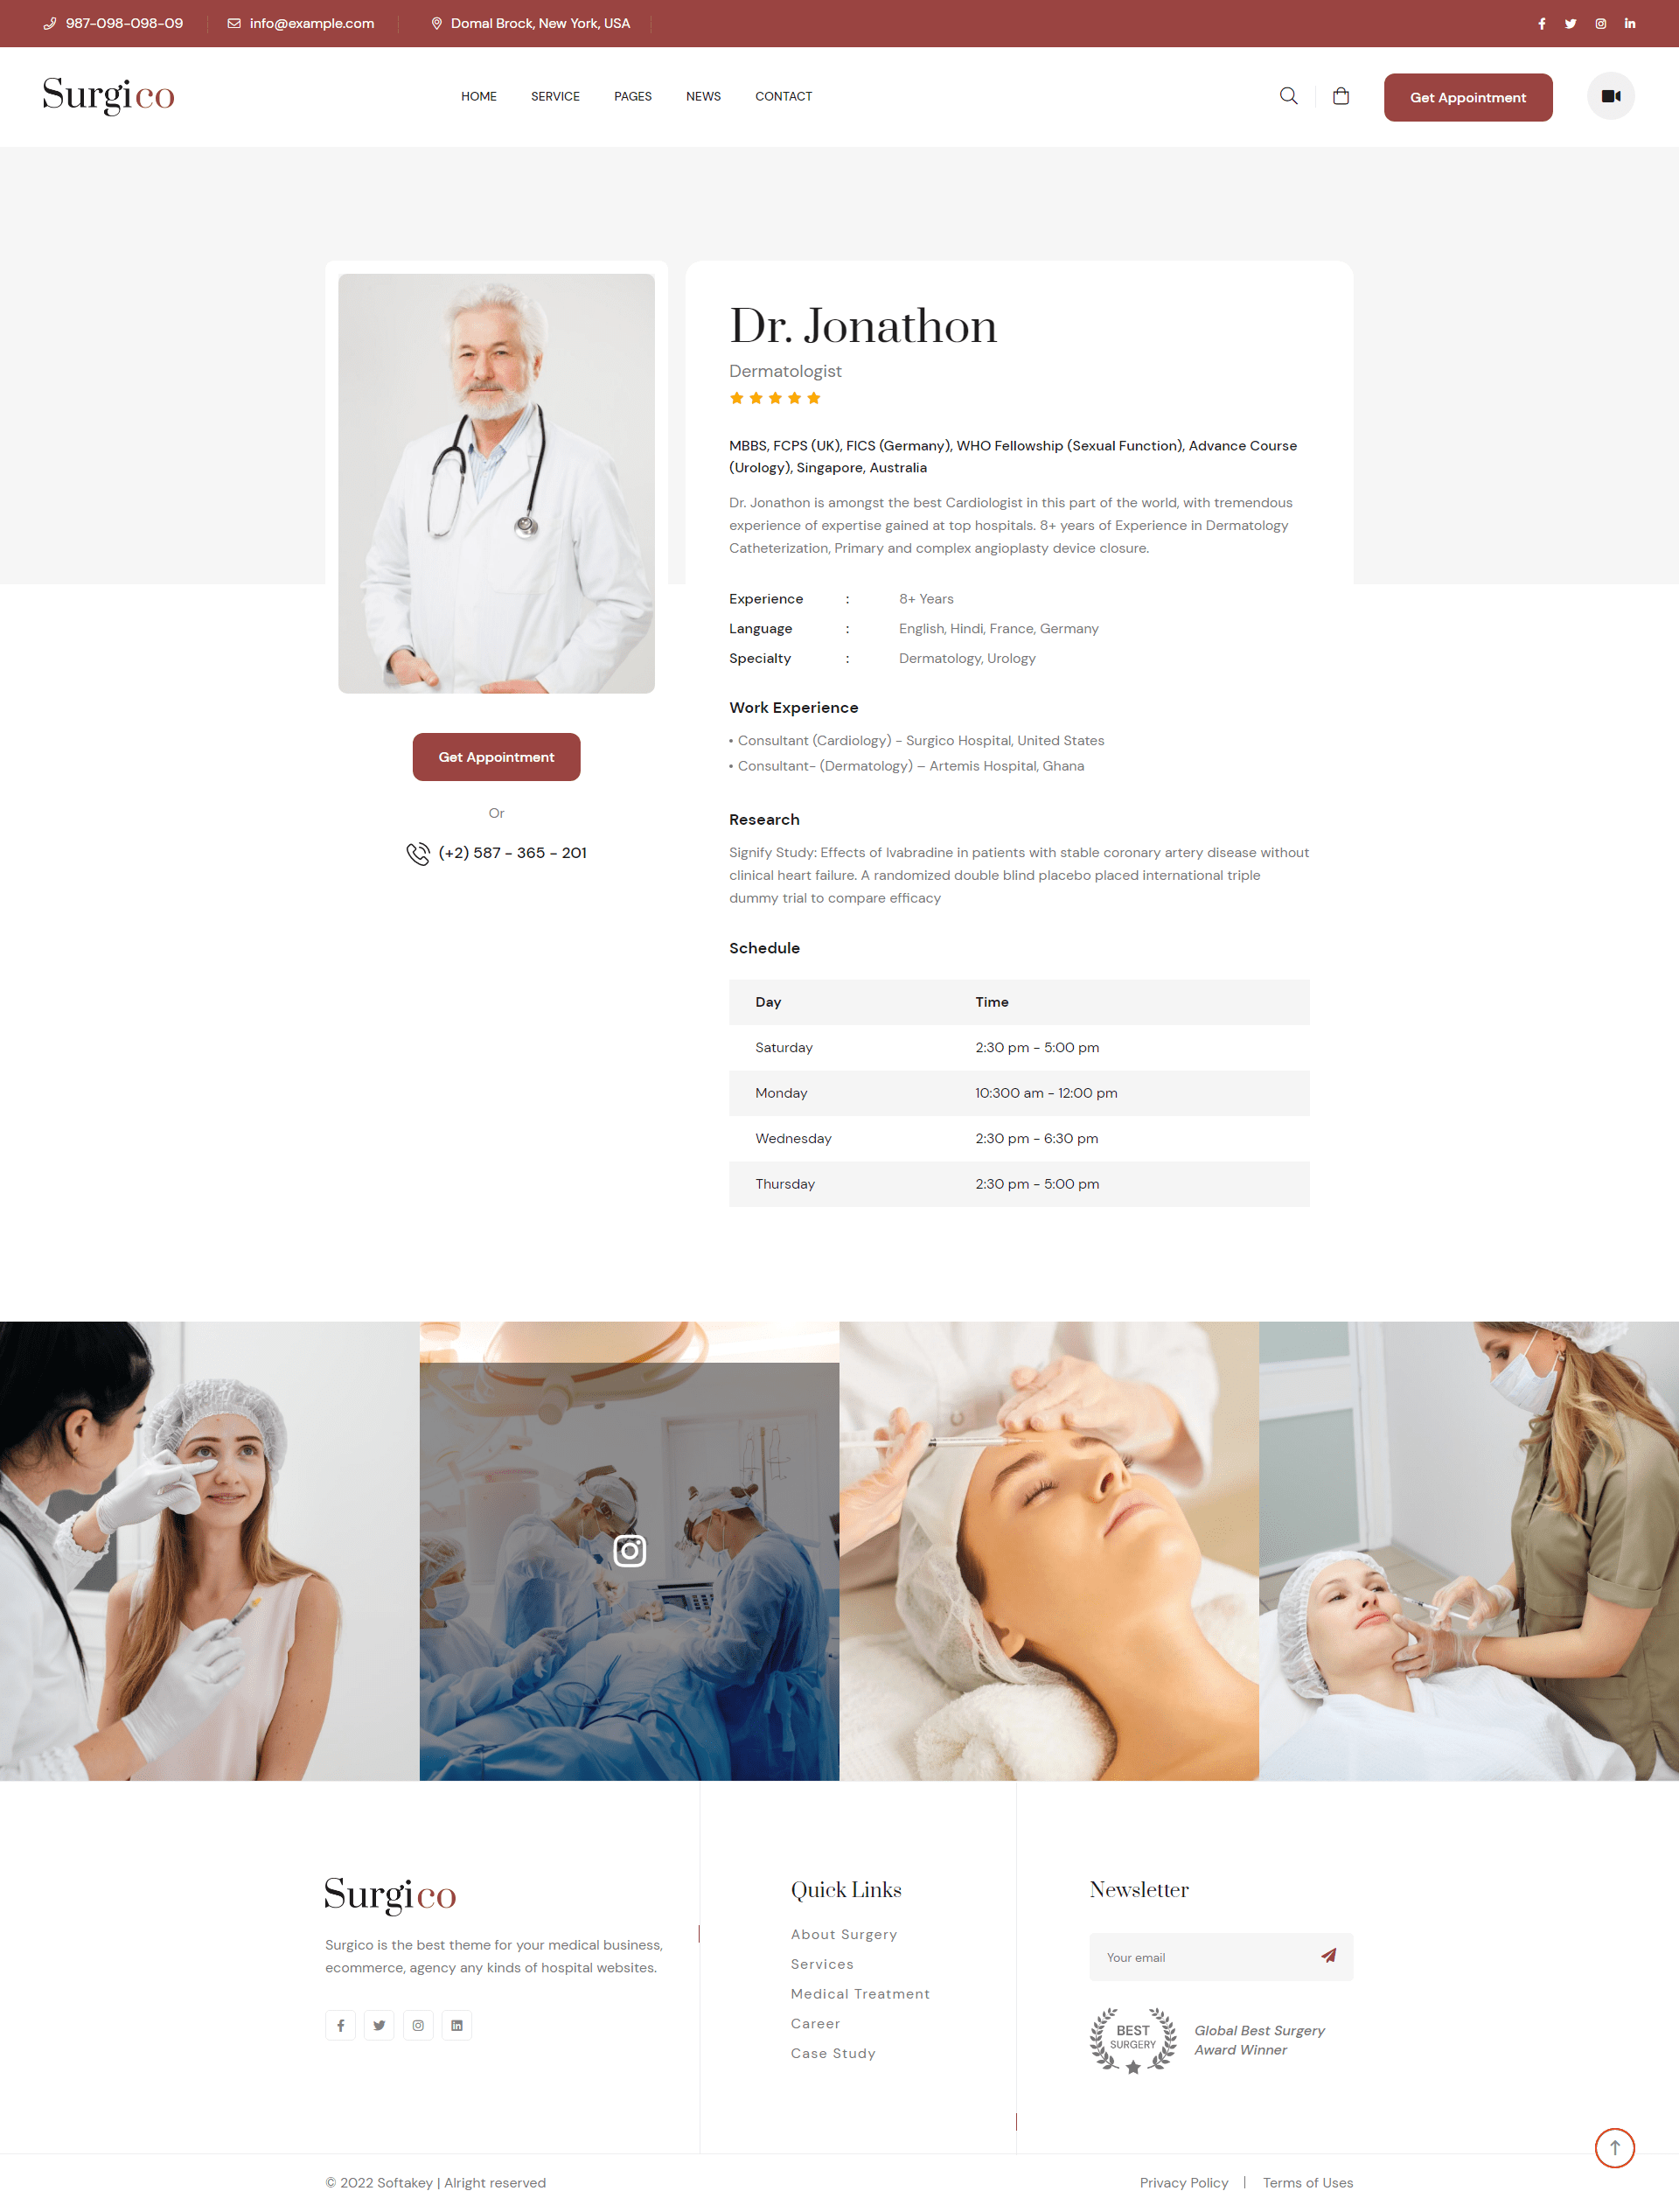 987-098-098-09
info@example.com
Domal Brock, New York, USA
Surgico
HOME
SERVICE
PAGES
NEWS
CONTACT
Get Appointment
Dr. Jonathon
Dermatologist
MBBS, FCPS (UK), FICS (Germany), WHO Fellowship (Sexual Function), Advance Course
(Urology), Singapore, Australia
Dr. Jonathon is amongst the best Cardiologist in this part of the world, with tremendous
experience of expertise gained at top hospitals. 8+ years of Experience in Dermatology
Catheterization, Primary and complex angioplasty device closure.
Experience : 8+ Years
Language : English, Hindi, France, Germany
Specialty : Dermatology, Urology
Get Appointment
Or
(+2) 587 - 365 - 201
Work Experience
• Consultant (Cardiology) - Surgico Hospital, United States
• Consultant- (Dermatology) – Artemis Hospital, Ghana
Research
Signify Study: Effects of Ivabradine in patients with stable coronary artery disease without
clinical heart failure. A randomized double blind placebo placed international triple
dummy trial to compare efficacy
Schedule
Day Time
Saturday 2:30 pm - 5:00 pm
Monday 10:300 am - 12:00 pm
Wednesday 2:30 pm - 6:30 pm
Thursday 2:30 pm - 5:00 pm
Surgico
Surgico is the best theme for your medical business,
ecommerce, agency any kinds of hospital websites.
Quick Links
About Surgery
Services
Medical Treatment
Career
Case Study
Newsletter
Your email
BEST
SURGERY
Global Best Surgery
Award Winner
© 2022 Softakey | Alright reserved
Privacy Policy | Terms of Uses